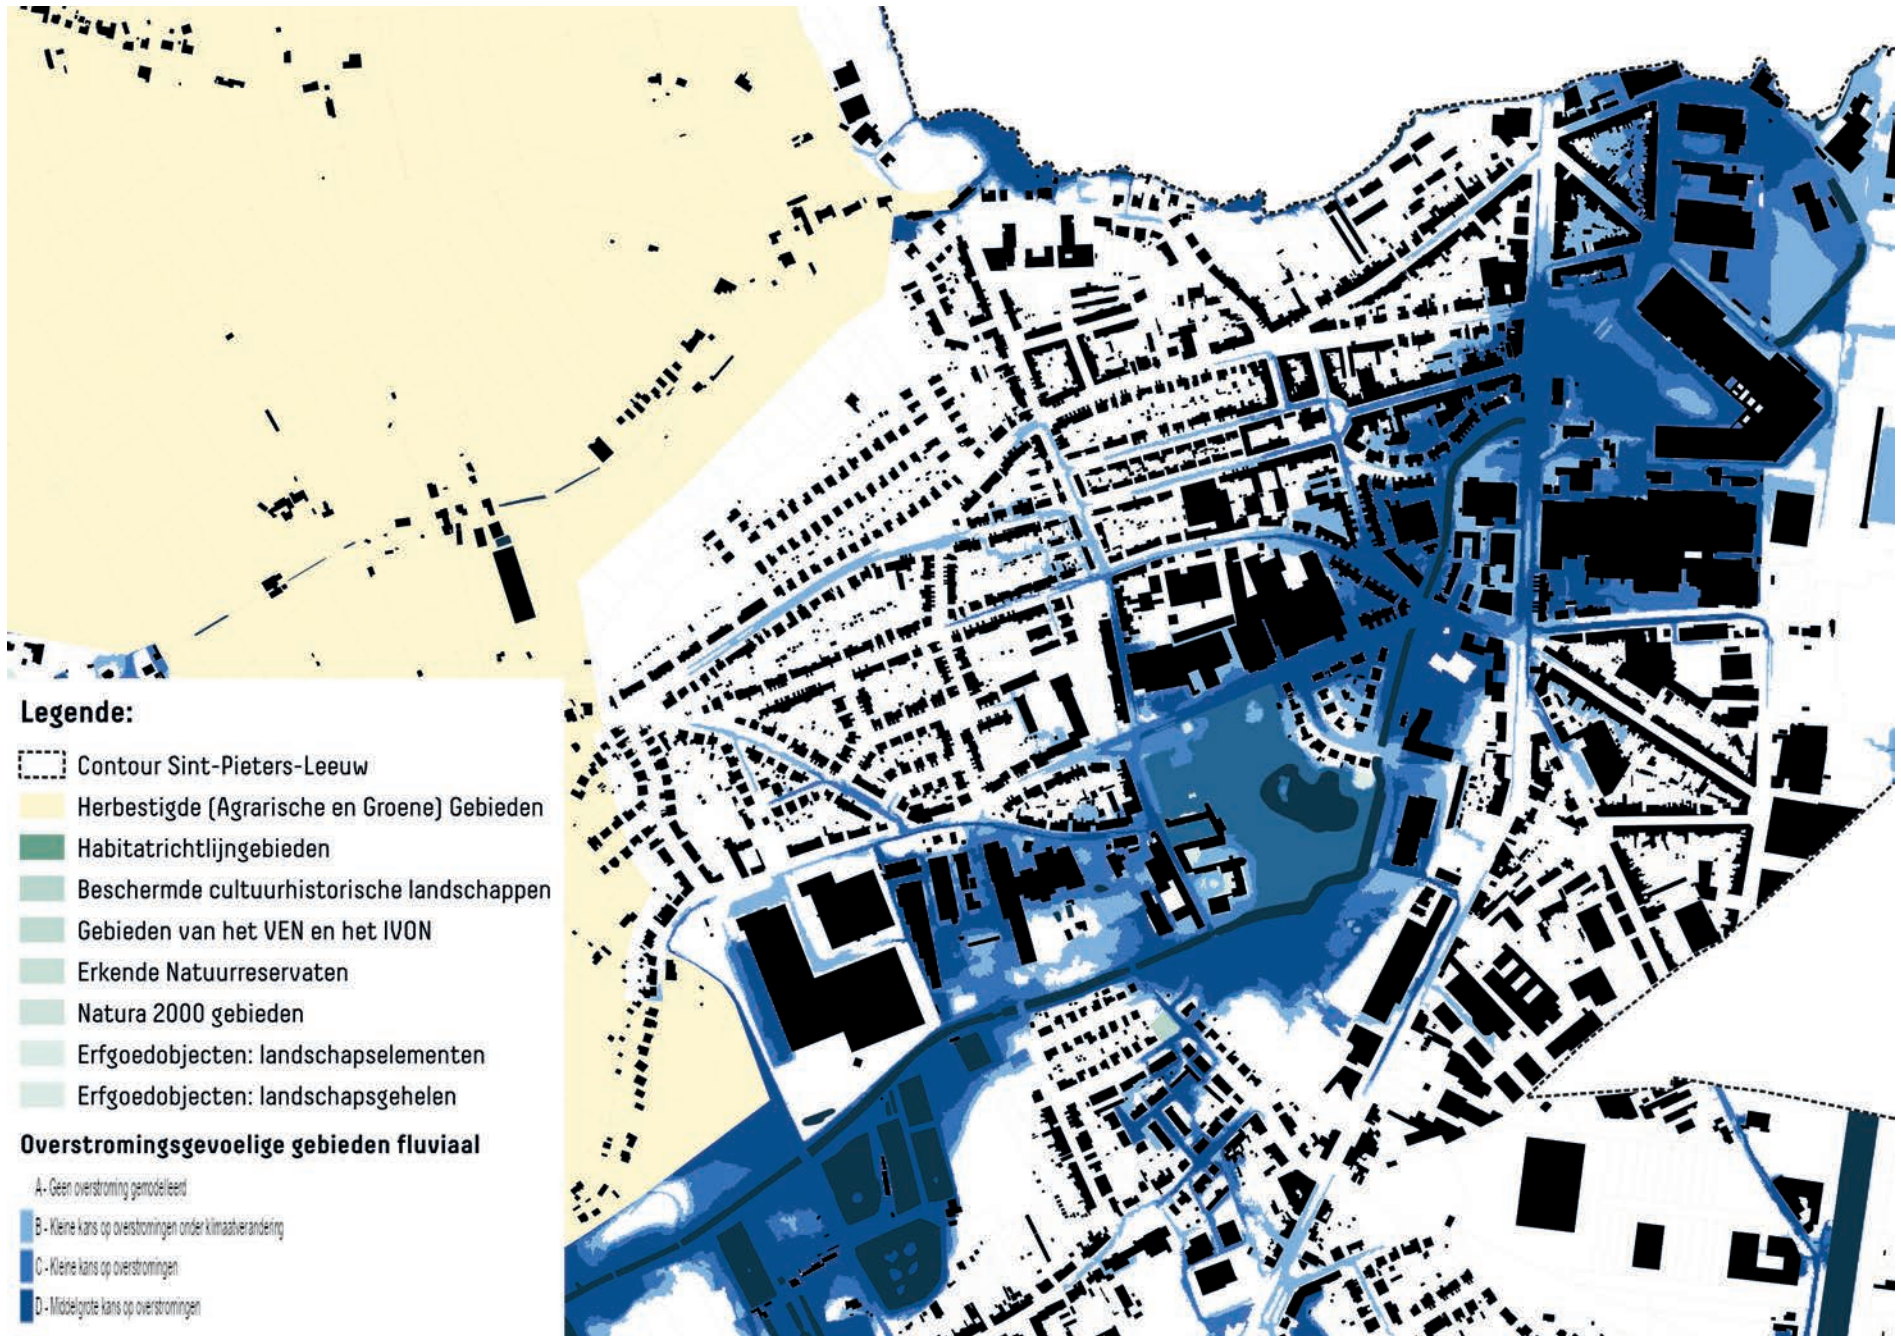 Legende:
Contour Sint-Pieters-Leeuw
Herbestigde (Agrarische en Groene) Gebieden
Habitatrichtlijngebieden
Beschermde cultuurhistorische landschappen
Gebieden van het VEN en het IVON
Erkende Natuurreservaten
Natura 2000 gebieden
Erfgoedobjecten: landschapselementen
Erfgoedobjecten: landschapsgehelen
Overstromingsgevoelige gebieden fluviaal
A - Geen overstroming gemodelleerd
B - Kleine kans op overstromingen onder klimaatverandering
C - Kleine kans op overstromingen
D - Middelgrote kans op overstromingen